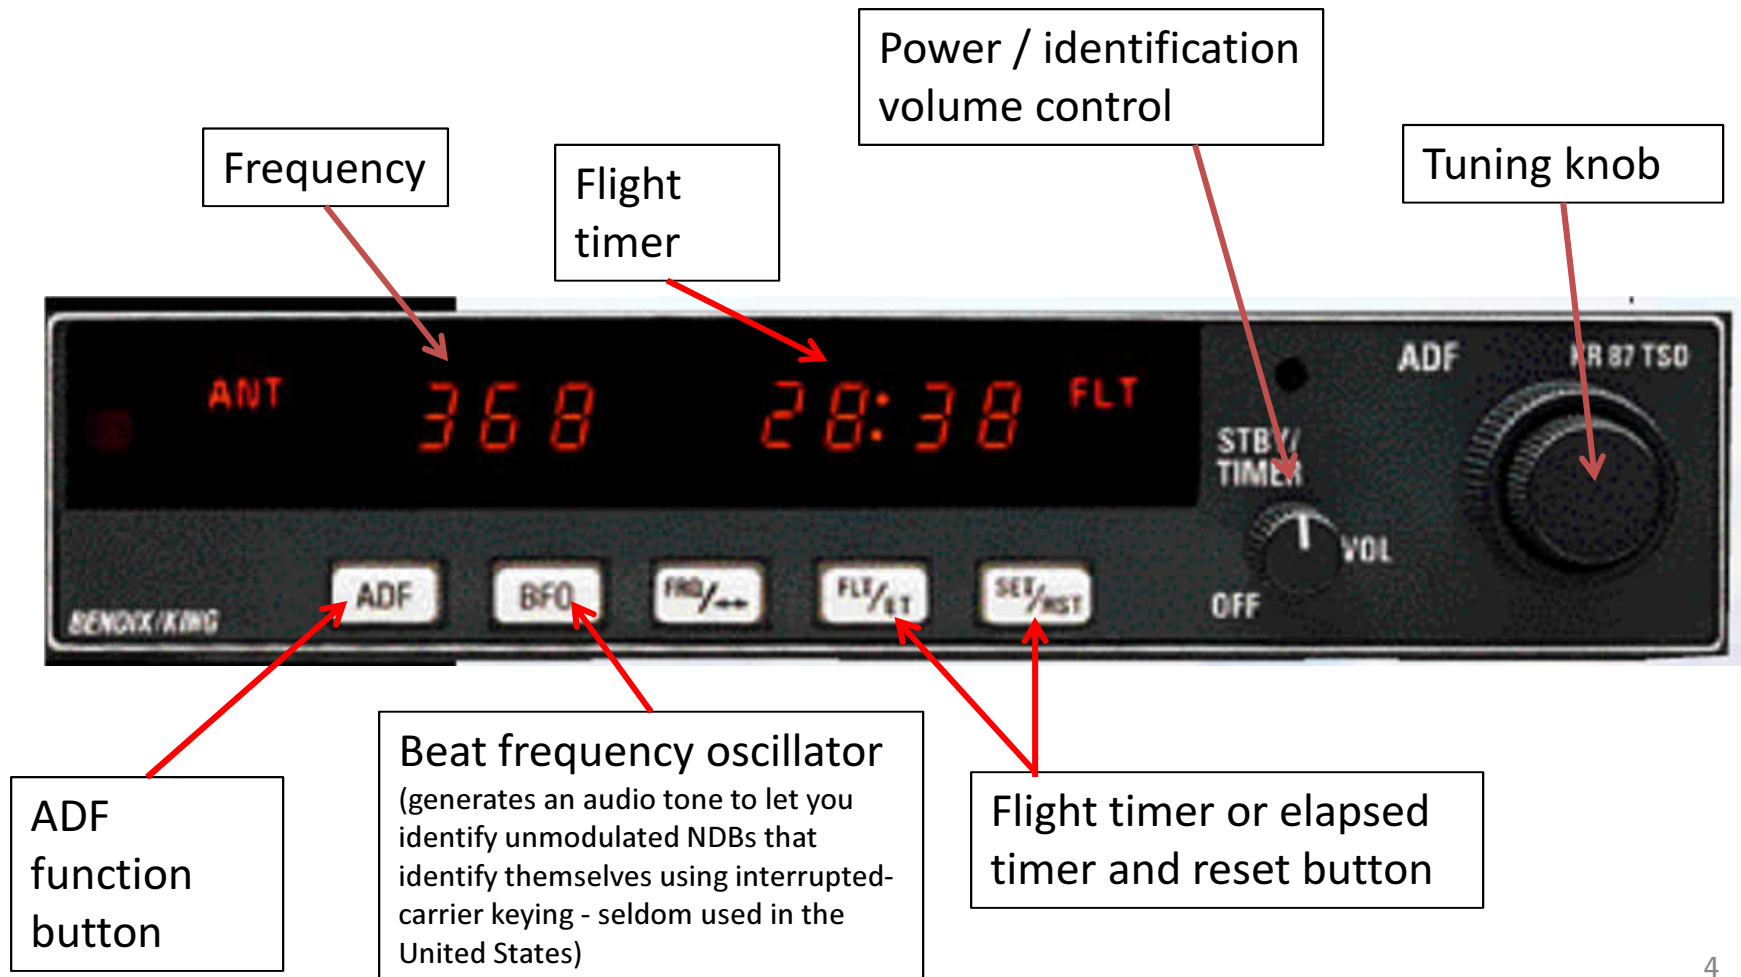 Power / identification
volume control
Frequency
Flight
timer
Tuning knob
ANT
368
28:38
FLT
ADF
KR 87 TSO
STBY/
TIMER
VOL
OFF
ADF
BFO
FRQ/↔
FLT/ET
SET/RST
BENDIX/KING
ADF
function
button
Beat frequency oscillator
(generates an audio tone to let you
identify unmodulated NDBs that
identify themselves using interrupted-
carrier keying - seldom used in the
United States)
Flight timer or elapsed
timer and reset button
4